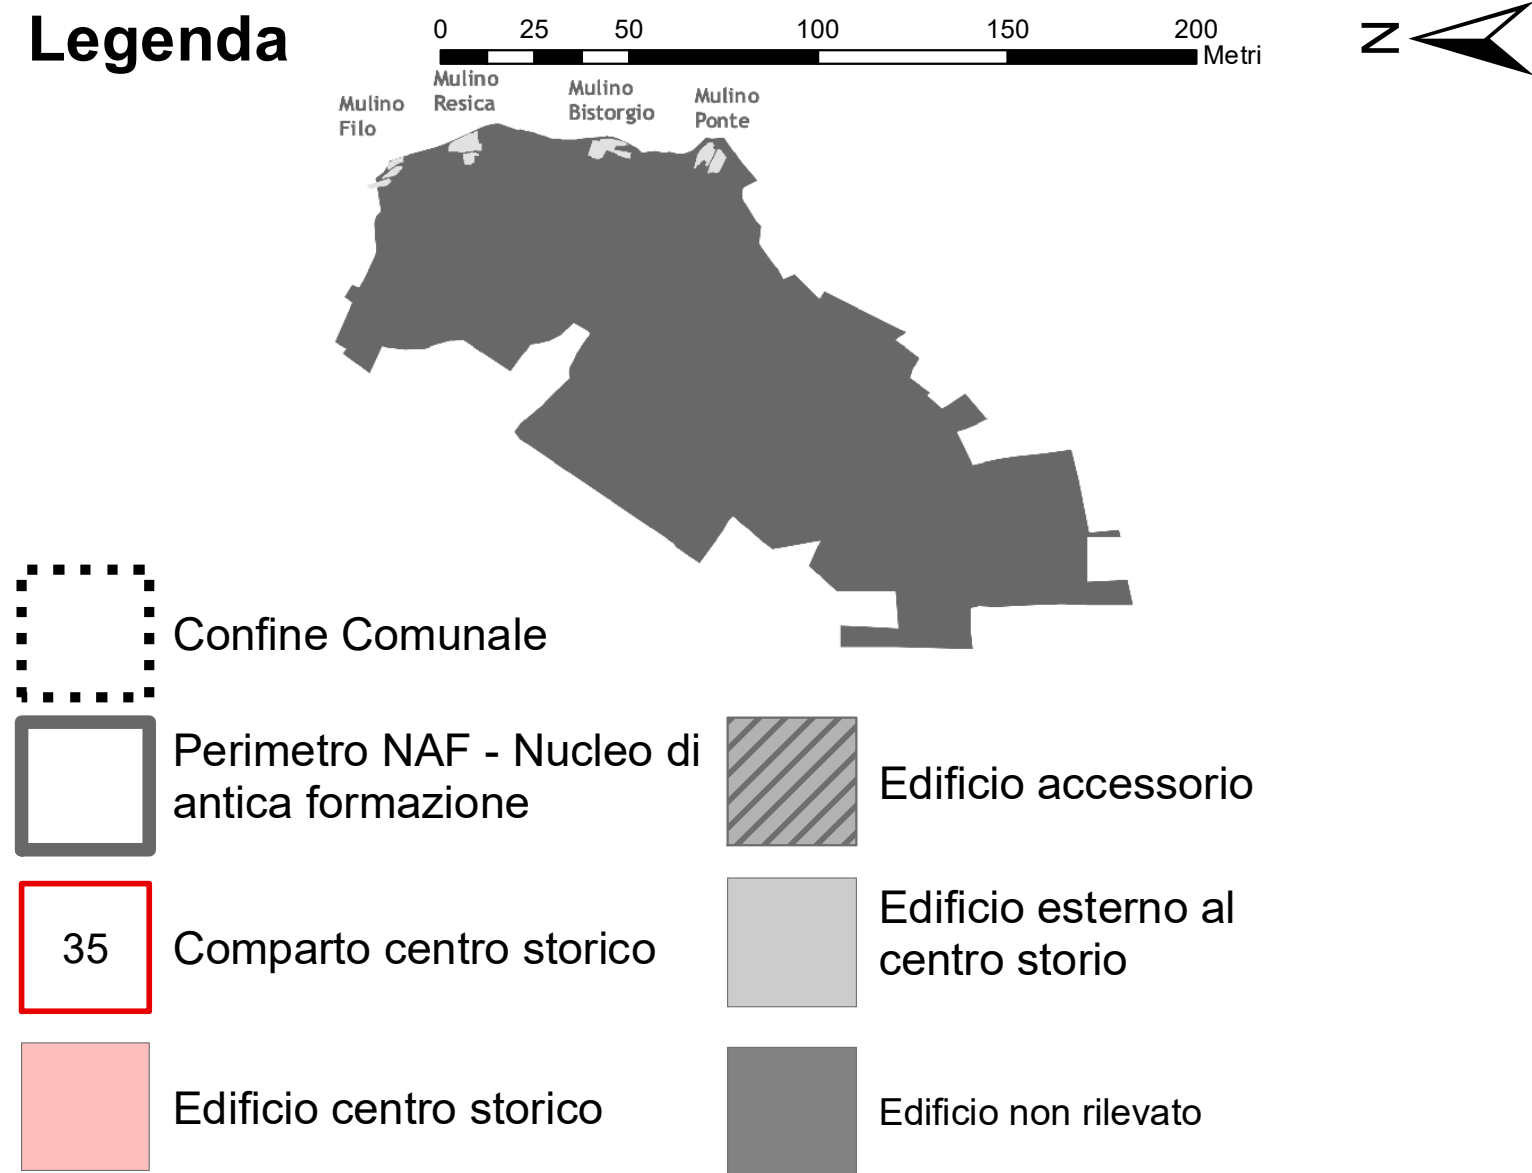 Legenda
0 25 50 100 150 200
Metri
N
Mulino
Filo
Mulino
Resica
Mulino
Bistorgio
Mulino
Ponte
Confine Comunale
Perimetro NAF - Nucleo di
antica formazione
35
Comparto centro storico
Edificio centro storico
Edificio accessorio
Edificio esterno al
centro storio
Edificio non rilevato